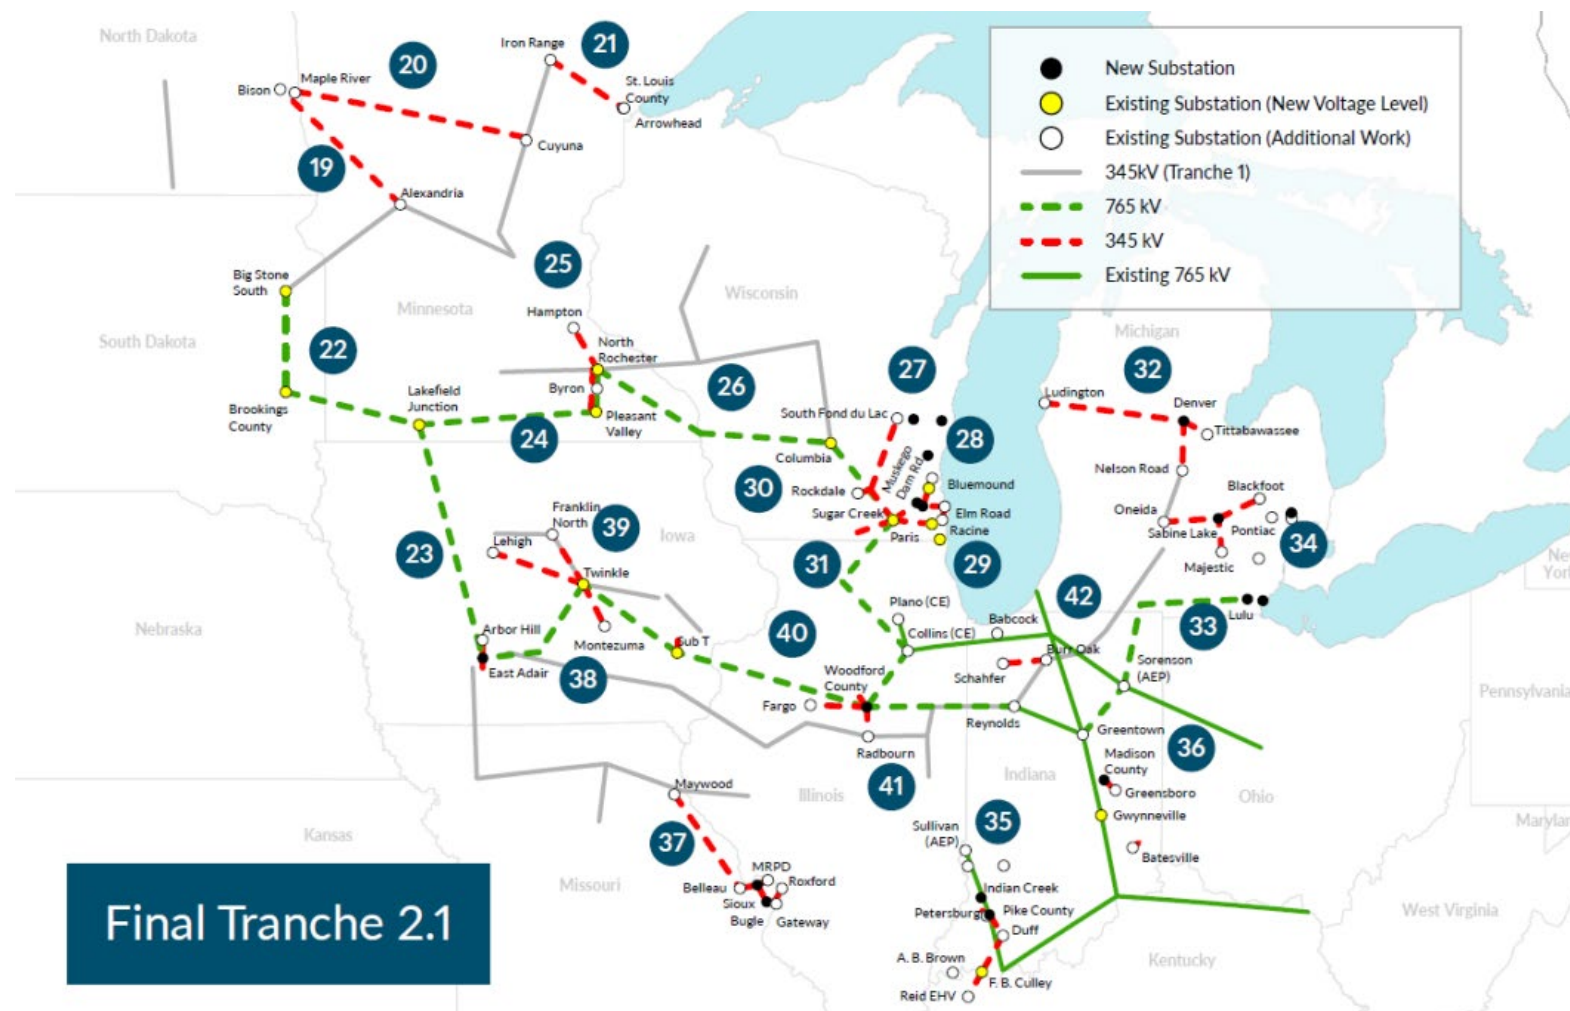 North Dakota
Bison
Maple River
20
Iron Range
21
St. Louis
County
Arrowhead
Cuyuna
19
Alexandria
New Substation
Existing Substation (New Voltage Level)
Existing Substation (Additional Work)
345kV (Tranche 1)
765 kV
345 kV
Existing 765 kV
Big Stone
South
25
Hampton
Minnesota
Wisconsin
Michigan
South Dakota
22
North
Rochester
26
27
32
Brookings
County
Lakefield
Junction
Byron
Pleasant
Valley
24
South Fond du Lac
Ludington
Denver
Tittabawassee
28
Columbia
Muskego
Dam Rd
Bluemound
30
Rockdale
Nelson Road
Blackfoot
Sugar Creek
Elm Road
Racine
Paris
Oneida
Sabine Lake
Pontiac
34
Majestic
Franklin
North
39
Iowa
Lehigh
23
31
29
Twinkle
New
York
Nebraska
Plano (CE)
42
Collins (CE)
Babcock
Lulu
33
Arbor Hill
Montezuma
Sub T
40
East Adair
38
Woodford
County
Burr Oak
Schahfer
Sorenson
(AEP)
Pennsylvania
Fargo
Reynolds
Greentown
36
Radbourn
41
Madison
County
Indiana
Greensboro
Ohio
Maywood
Illinois
Gwynneville
Kansas
37
Sullivan
(AEP)
35
Batesville
Missouri
MRPD
Belleau
Roxford
Sioux
Bugle
Gateway
Indian Creek
Petersburg
Pike County
Duff
West Virginia
A. B. Brown
F. B. Culley
Reid EHV
Kentucky
Final Tranche 2.1